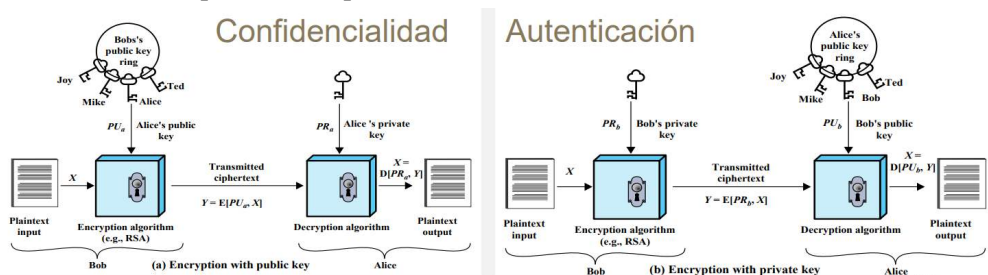 Confidencialidad
Bobs's
public key
ring
Joy
Mike
Alice
Ted
PUa
Alice's public
key
PRa
Alice 's private
key
X
Transmitted
ciphertext
Y = E[PUa, X]
X =
D[PRa, Y]
Plaintext
input
Encryption algorithm
(e.g., RSA)
Decryption algorithm
Plaintext
output
Bob
(a) Encryption with public key
Alice
Autenticación
Alice's
public key
ring
Joy
Mike
Bob
Ted
PRb
Bob's private
key
PUb
Bob's public
key
X
Transmitted
ciphertext
Y = E[PRb, X]
X =
D[PUb, Y]
Plaintext
input
Encryption algorithm
(e.g., RSA)
Decryption algorithm
Plaintext
output
Bob
(b) Encryption with private key
Alice